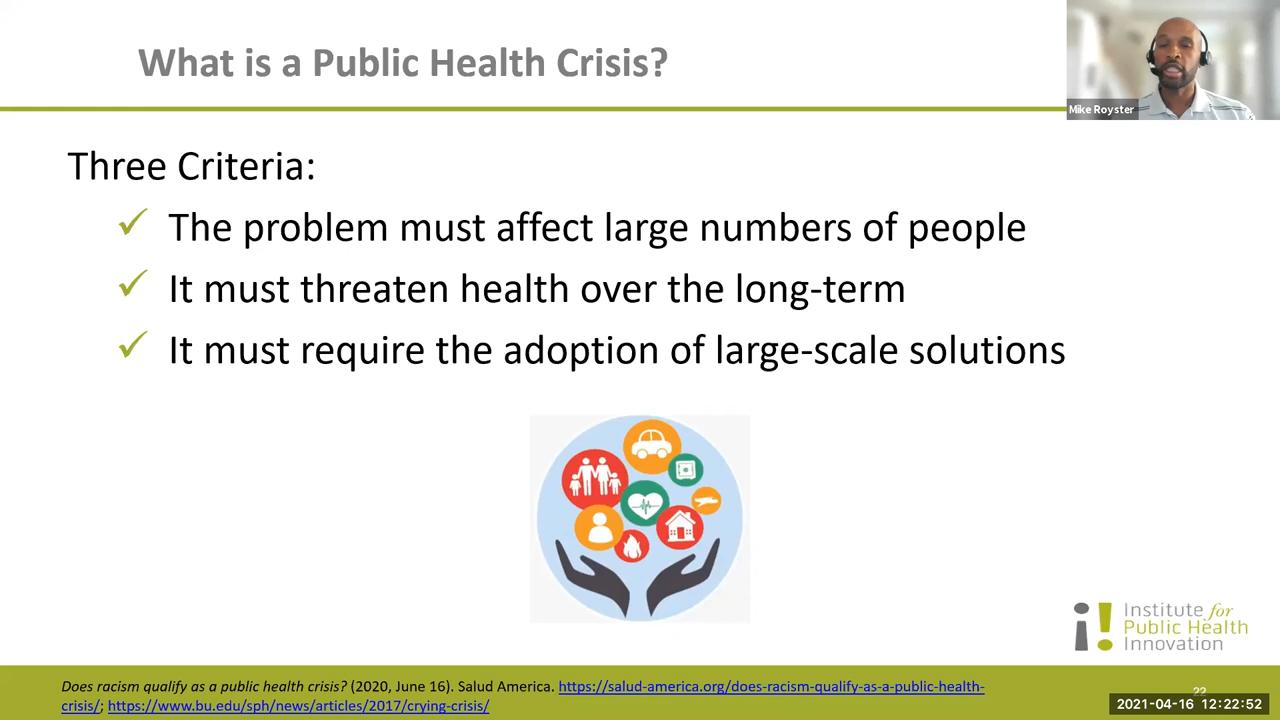 What is a Public Health Crisis?
Mike Royster
Three Criteria:
✓ The problem must affect large numbers of people
✓ It must threaten health over the long-term
✓ It must require the adoption of large-scale solutions
Institute for
Public Health
Innovation
Does racism qualify as a public health crisis? (2020, June 16). Salud America. https://salud-america.org/does-racism-qualify-as-a-public-health-
crisis/; https://www.bu.edu/sph/news/articles/2017/crying-crisis/
22
2021-04-16 12:22:52